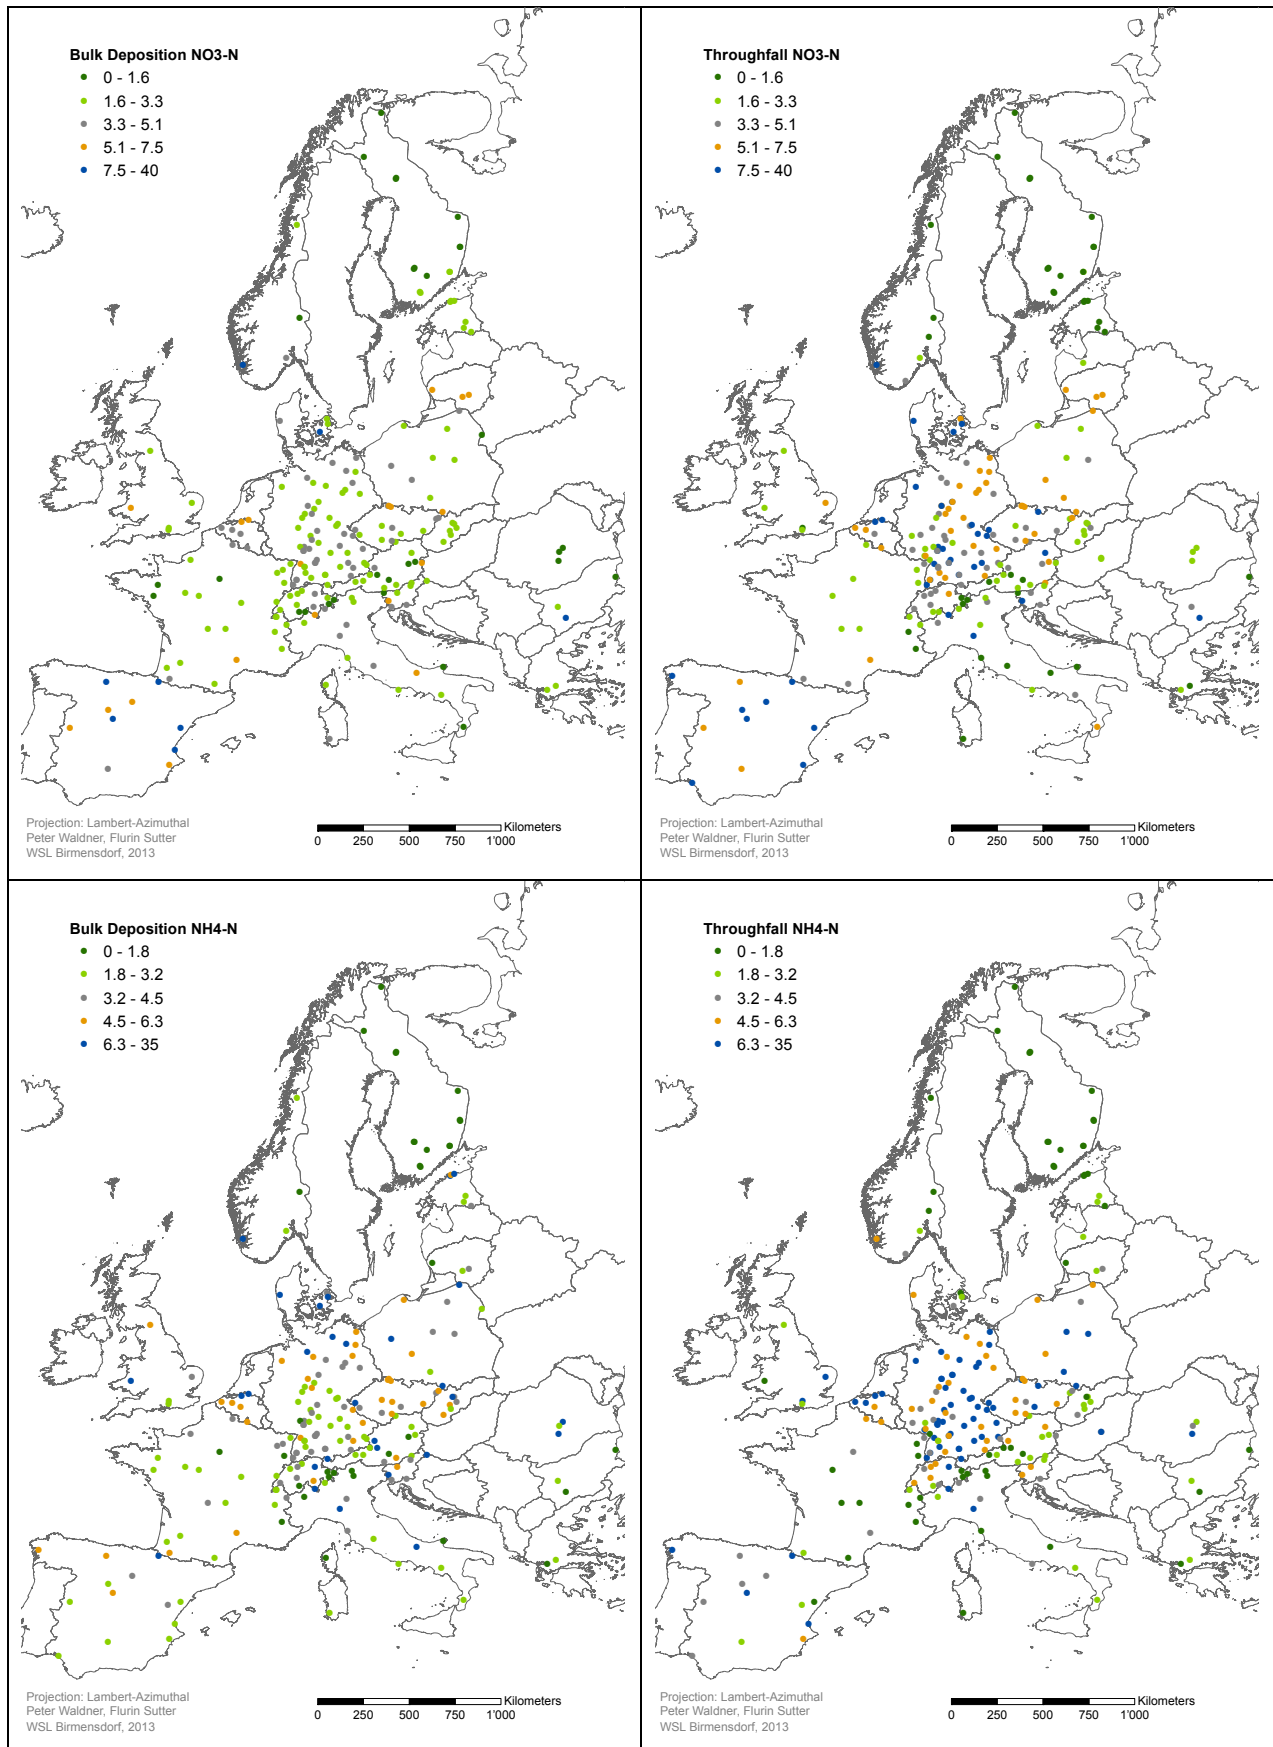 Bulk Deposition NO3-N
0 - 1.6
1.6 - 3.3
3.3 - 5.1
5.1 - 7.5
7.5 - 40
Projection: Lambert-Azimuthal
Peter Waldner, Flurin Sutter
WSL Birmensdorf, 2013
Kilometers
0 250 500 750 1'000
Throughfall NO3-N
0 - 1.6
1.6 - 3.3
3.3 - 5.1
5.1 - 7.5
7.5 - 40
Projection: Lambert-Azimuthal
Peter Waldner, Flurin Sutter
WSL Birmensdorf, 2013
Kilometers
0 250 500 750 1'000
Bulk Deposition NH4-N
0 - 1.8
1.8 - 3.2
3.2 - 4.5
4.5 - 6.3
6.3 - 35
Projection: Lambert-Azimuthal
Peter Waldner, Flurin Sutter
WSL Birmensdorf, 2013
Kilometers
0 250 500 750 1'000
Throughfall NH4-N
0 - 1.8
1.8 - 3.2
3.2 - 4.5
4.5 - 6.3
6.3 - 35
Projection: Lambert-Azimuthal
Peter Waldner, Flurin Sutter
WSL Birmensdorf, 2013
Kilometers
0 250 500 750 1'000